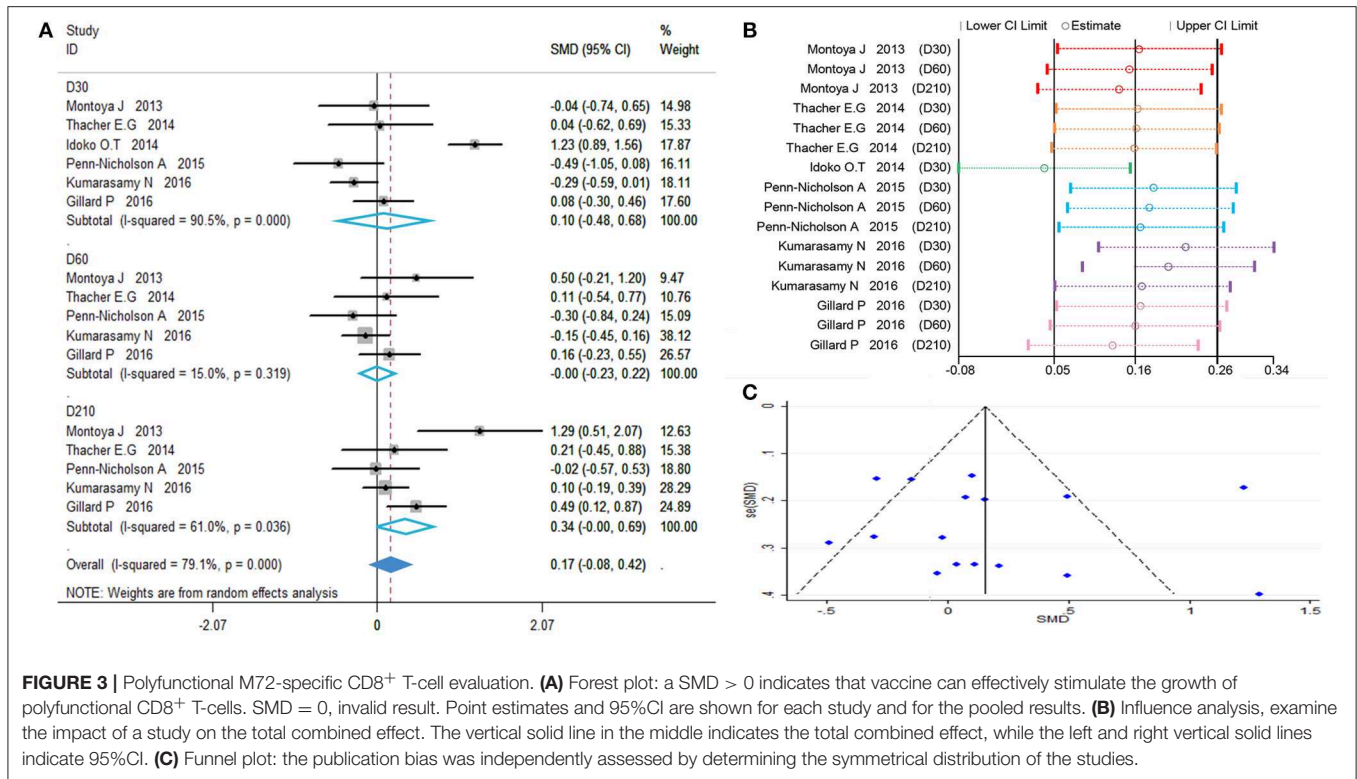 A
Study
ID
SMD (95% CI)
%
Weight
D30
Montoya J 2013 -0.04 (-0.74, 0.65) 14.98
Thacher E.G 2014 0.04 (-0.62, 0.69) 15.33
Idoko O.T 2014 1.23 (0.89, 1.56) 17.87
Penn-Nicholson A 2015 -0.49 (-1.05, 0.08) 16.11
Kumarasamy N 2016 -0.29 (-0.59, 0.01) 18.11
Gillard P 2016 0.08 (-0.30, 0.46) 17.60
Subtotal (I-squared = 90.5%, p = 0.000) 0.10 (-0.48, 0.68) 100.00
.
D60
Montoya J 2013 0.50 (-0.21, 1.20) 9.47
Thacher E.G 2014 0.11 (-0.54, 0.77) 10.76
Penn-Nicholson A 2015 -0.30 (-0.84, 0.24) 15.09
Kumarasamy N 2016 -0.15 (-0.45, 0.16) 38.12
Gillard P 2016 0.16 (-0.23, 0.55) 26.57
Subtotal (I-squared = 15.0%, p = 0.319) -0.00 (-0.23, 0.22) 100.00
.
D210
Montoya J 2013 1.29 (0.51, 2.07) 12.63
Thacher E.G 2014 0.21 (-0.45, 0.88) 15.38
Penn-Nicholson A 2015 -0.02 (-0.57, 0.53) 18.80
Kumarasamy N 2016 0.10 (-0.19, 0.39) 28.29
Gillard P 2016 0.49 (0.12, 0.87) 24.89
Subtotal (I-squared = 61.0%, p = 0.036) 0.34 (-0.00, 0.69) 100.00
.
Overall (I-squared = 79.1%, p = 0.000) 0.17 (-0.08, 0.42) .
NOTE: Weights are from random effects analysis
-2.07 0 2.07
B
Lower CI Limit Estimate Upper CI Limit
Montoya J 2013 (D30)
Montoya J 2013 (D60)
Montoya J 2013 (D210)
Thacher E.G 2014 (D30)
Thacher E.G 2014 (D60)
Thacher E.G 2014 (D210)
Idoko O.T 2014 (D30)
Penn-Nicholson A 2015 (D30)
Penn-Nicholson A 2015 (D60)
Penn-Nicholson A 2015 (D210)
Kumarasamy N 2016 (D30)
Kumarasamy N 2016 (D60)
Kumarasamy N 2016 (D210)
Gillard P 2016 (D30)
Gillard P 2016 (D60)
Gillard P 2016 (D210)
-0.08 0.05 0.16 0.26 0.34
C
se(SMD)
0
.1
.2
.3
.4
-.5 0 .5 1 1.5
SMD
FIGURE 3 | Polyfunctional M72-specific CD8+ T-cell evaluation. (A) Forest plot: a SMD > 0 indicates that vaccine can effectively stimulate the growth of
polyfunctional CD8+ T-cells. SMD = 0, invalid result. Point estimates and 95%CI are shown for each study and for the pooled results. (B) Influence analysis, examine
the impact of a study on the total combined effect. The vertical solid line in the middle indicates the total combined effect, while the left and right vertical solid lines
indicate 95%CI. (C) Funnel plot: the publication bias was independently assessed by determining the symmetrical distribution of the studies.